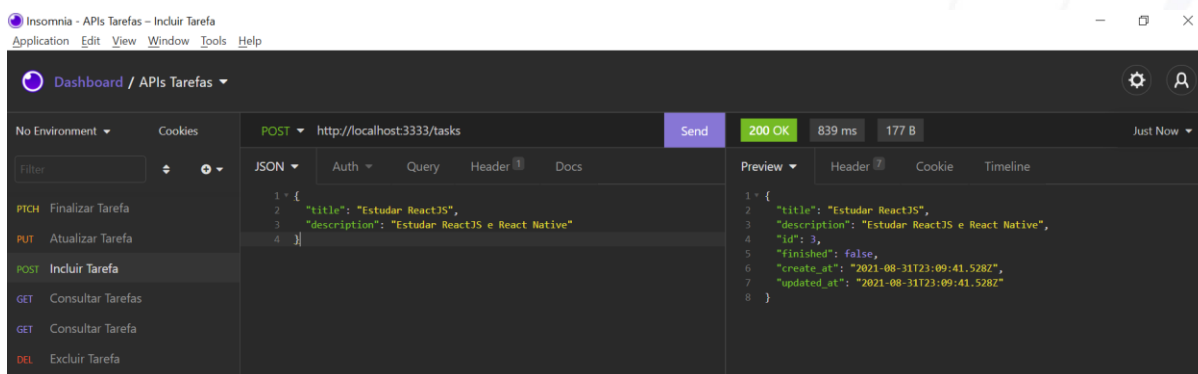 Insomnia - APIs Tarefas – Incluir Tarefa
Application Edit View Window Tools Help
Dashboard / APIs Tarefas
No Environment Cookies
POST http://localhost:3333/tasks Send
200 OK 839 ms 177 B Just Now
Filter
JSON Auth Query Header 1 Docs
Preview Header 7 Cookie Timeline
PTCH Finalizar Tarefa
PUT Atualizar Tarefa
POST Incluir Tarefa
GET Consultar Tarefas
GET Consultar Tarefa
DEL Excluir Tarefa
1 {
2 "title": "Estudar ReactJS",
3 "description": "Estudar ReactJS e React Native"
4 }
1 {
2 "title": "Estudar ReactJS",
3 "description": "Estudar ReactJS e React Native",
4 "id": 3,
5 "finished": false,
6 "create_at": "2021-08-31T23:09:41.528Z",
7 "updated_at": "2021-08-31T23:09:41.528Z"
8 }